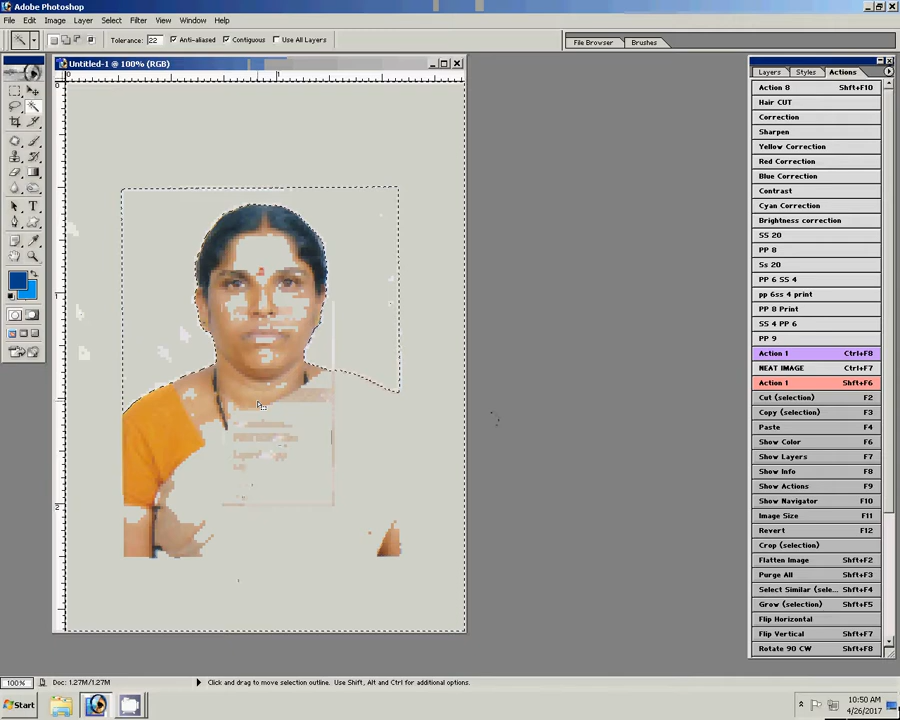 Adobe Photoshop
File Edit Image Layer Select Filter View Window Help
Tolerance: 22 Anti-aliased Contiguous Use All Layers
File Browser Brushes
Untitled-1 @ 100% (RGB)
Layers Styles Actions
Action 8 Shft+F10
Hair CUT
Correction
Sharpen
Yellow Correction
Red Correction
Blue Correction
Contrast
Cyan Correction
Brightness correction
SS 20
PP 8
Ss 20
PP 6 SS 4
pp 6ss 4 print
PP 8 Print
SS 4 PP 6
PP 9
Action 1 Ctrl+F8
NEAT IMAGE Ctrl+F7
Action 1 Shft+F6
Cut (selection) F2
Copy (selection) F3
Paste F4
Show Color F6
Show Layers F7
Show Info F8
Show Actions F9
Show Navigator F10
Image Size F11
Revert F12
Crop (selection)
Flatten Image Shft+F2
Purge All Shft+F3
Select Similar (sele... Shft+F4
Grow (selection) Shft+F5
Flip Horizontal
Flip Vertical Shft+F7
Rotate 90 CW Shft+F8
0 1
0
1
2
100% Doc: 1.27M/1.27M Click and drag to move selection outline. Use Shift, Alt and Ctrl for additional options.
Start
10:50 AM
4/26/2017